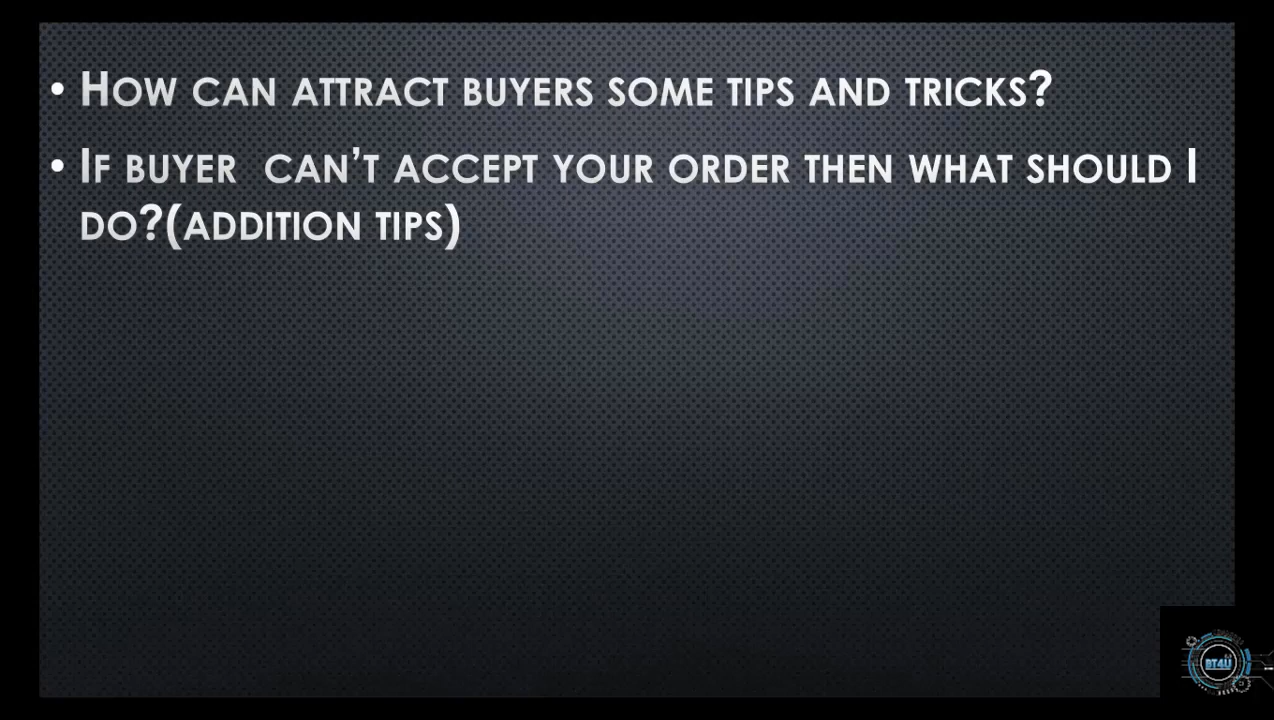 • How can attract buyers some tips and tricks?
• If buyer can't accept your order then what should I
do?(addition tips)
BT4U